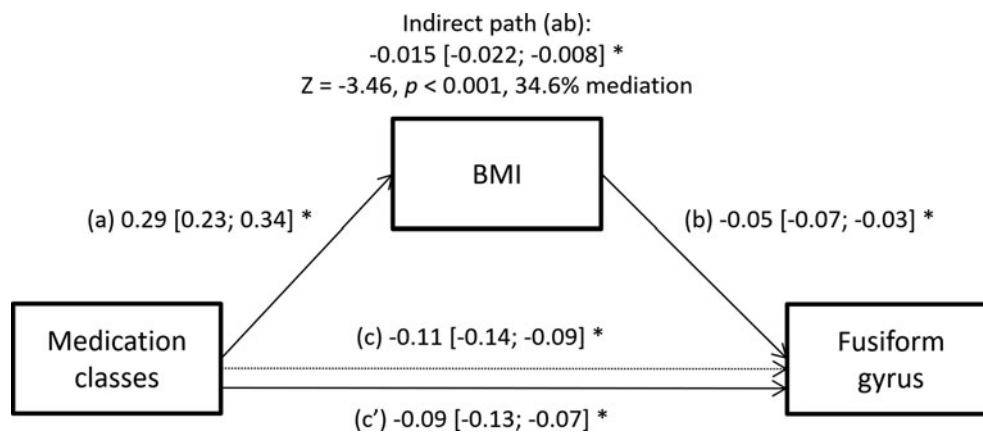 Indirect path (ab):
-0.015 [-0.022; -0.008] *
Z = -3.46, p < 0.001, 34.6% mediation
BMI
(a) 0.29 [0.23; 0.34] *
(b) -0.05 [-0.07; -0.03] *
Medication
classes
(c) -0.11 [-0.14; -0.09] *
(c') -0.09 [-0.13; -0.07] *
Fusiform
gyrus